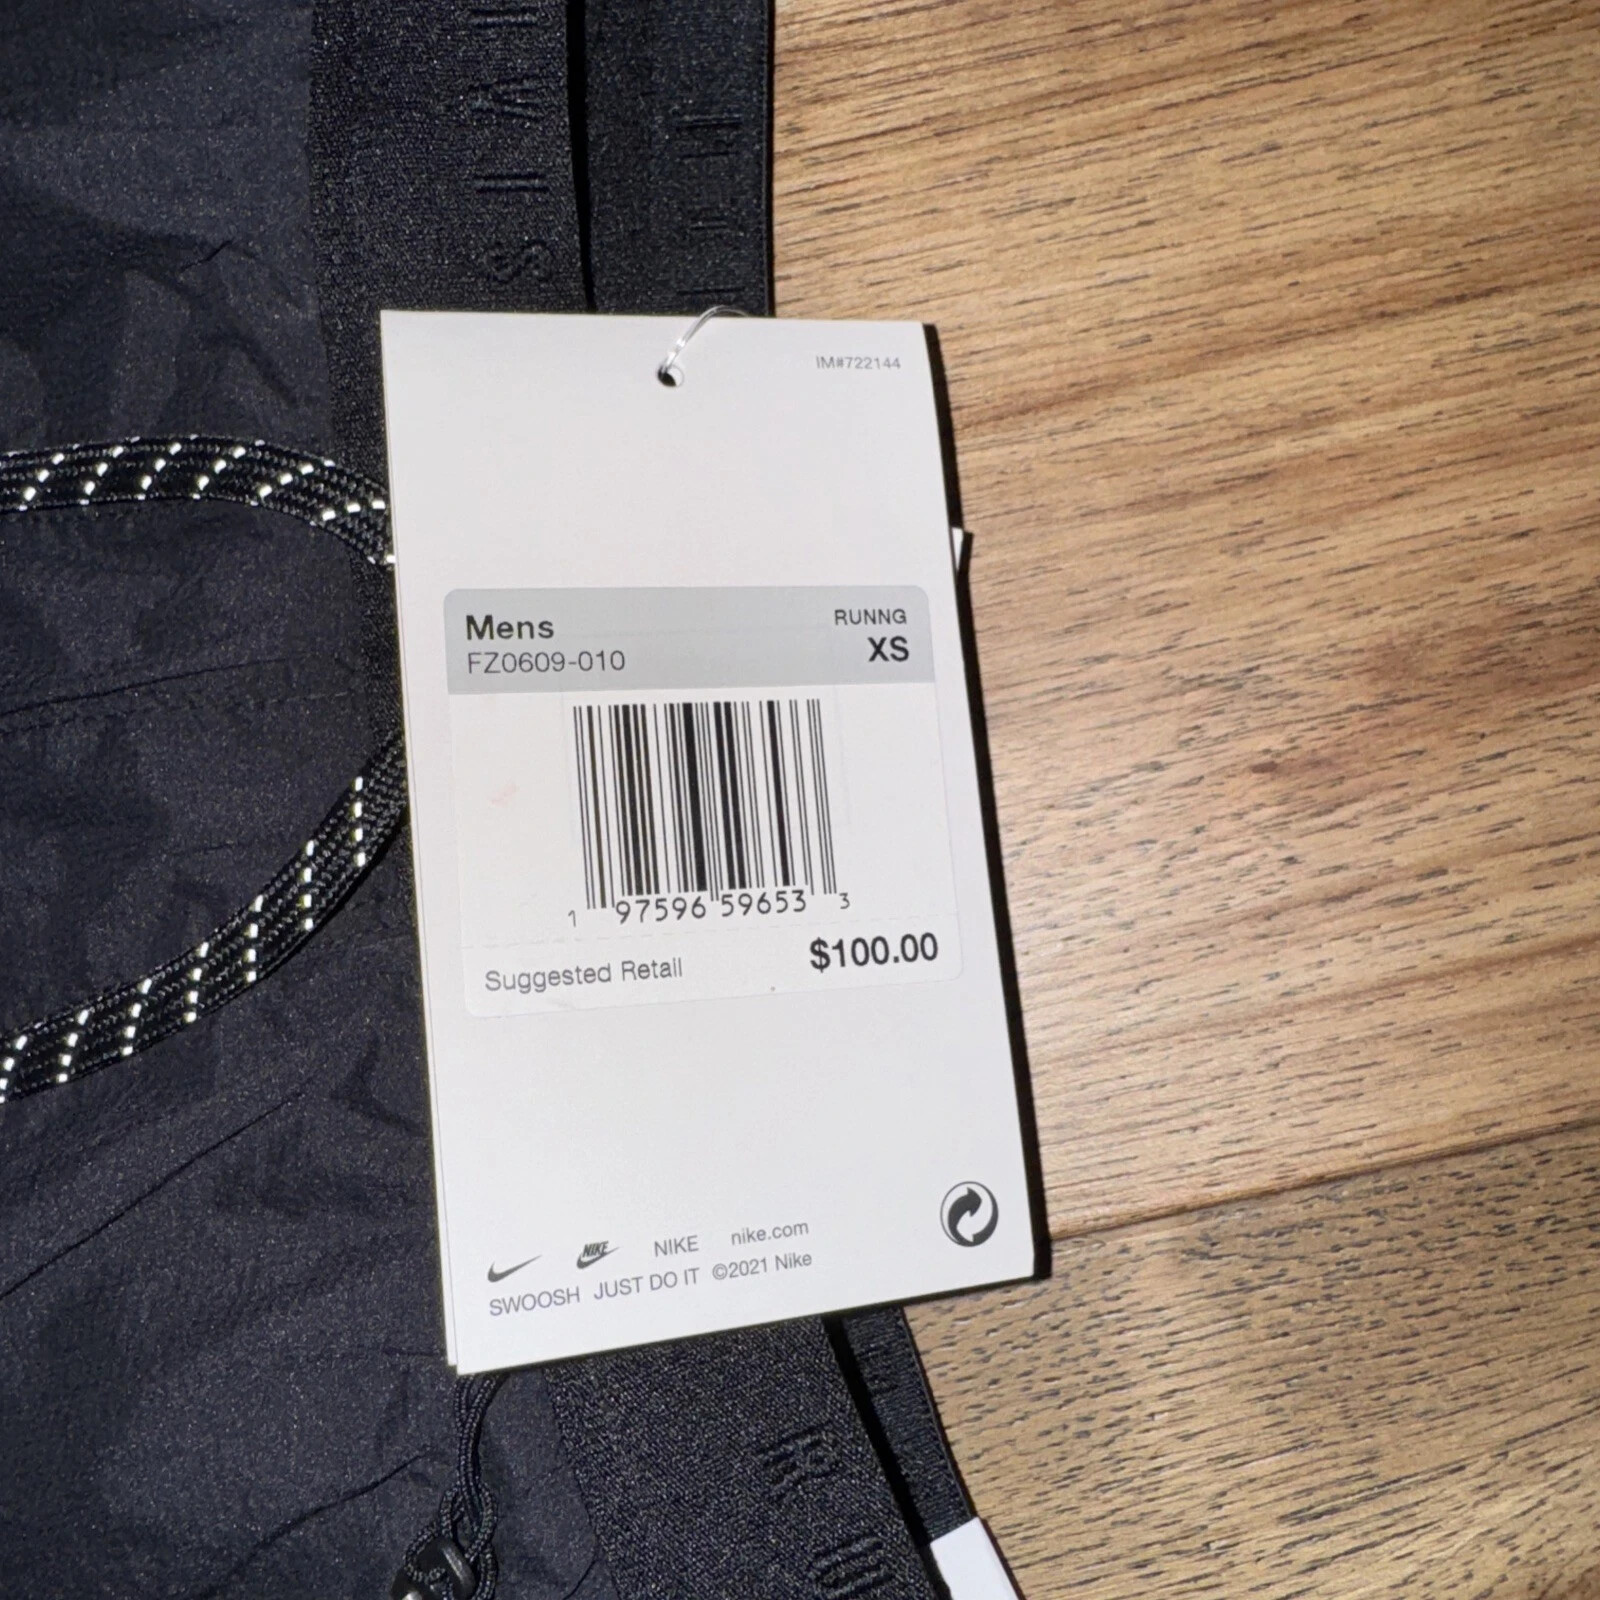 IM#722144
Mens
RUNNG
FZ0609-010
XS
1 97596 59653 3
Suggested Retail
$100.00
NIKE NIKE nike.com
SWOOSH JUST DO IT ©2021 Nike